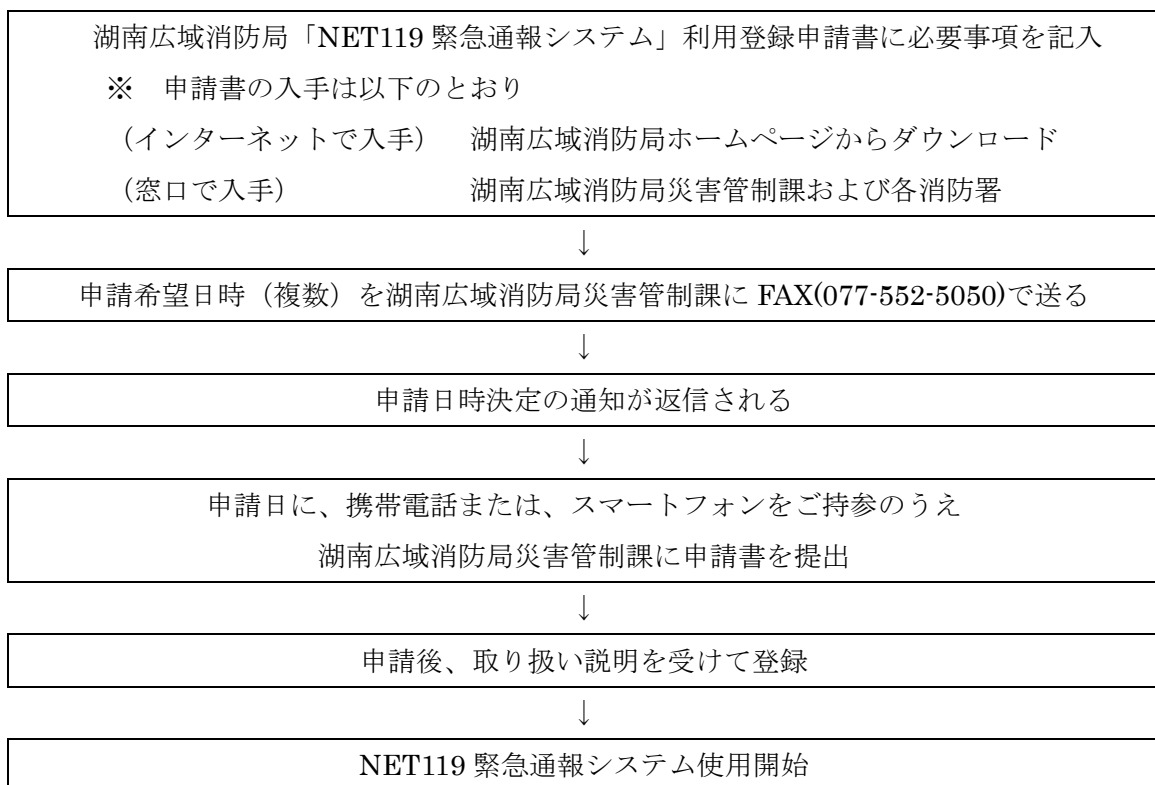 湖南広域消防局「NET119 緊急通報システム」利用登録申請書に必要事項を記入
※　申請書の入手は以下のとおり
（インターネットで入手）　湖南広域消防局ホームページからダウンロード
（窓口で入手）　湖南広域消防局災害管制課および各消防署
↓
申請希望日時（複数）を湖南広域消防局災害管制課に FAX(077-552-5050)で送る
↓
申請日時決定の通知が返信される
↓
申請日に、携帯電話または、スマートフォンをご持参のうえ
湖南広域消防局災害管制課に申請書を提出
↓
申請後、取り扱い説明を受けて登録
↓
NET119 緊急通報システム使用開始